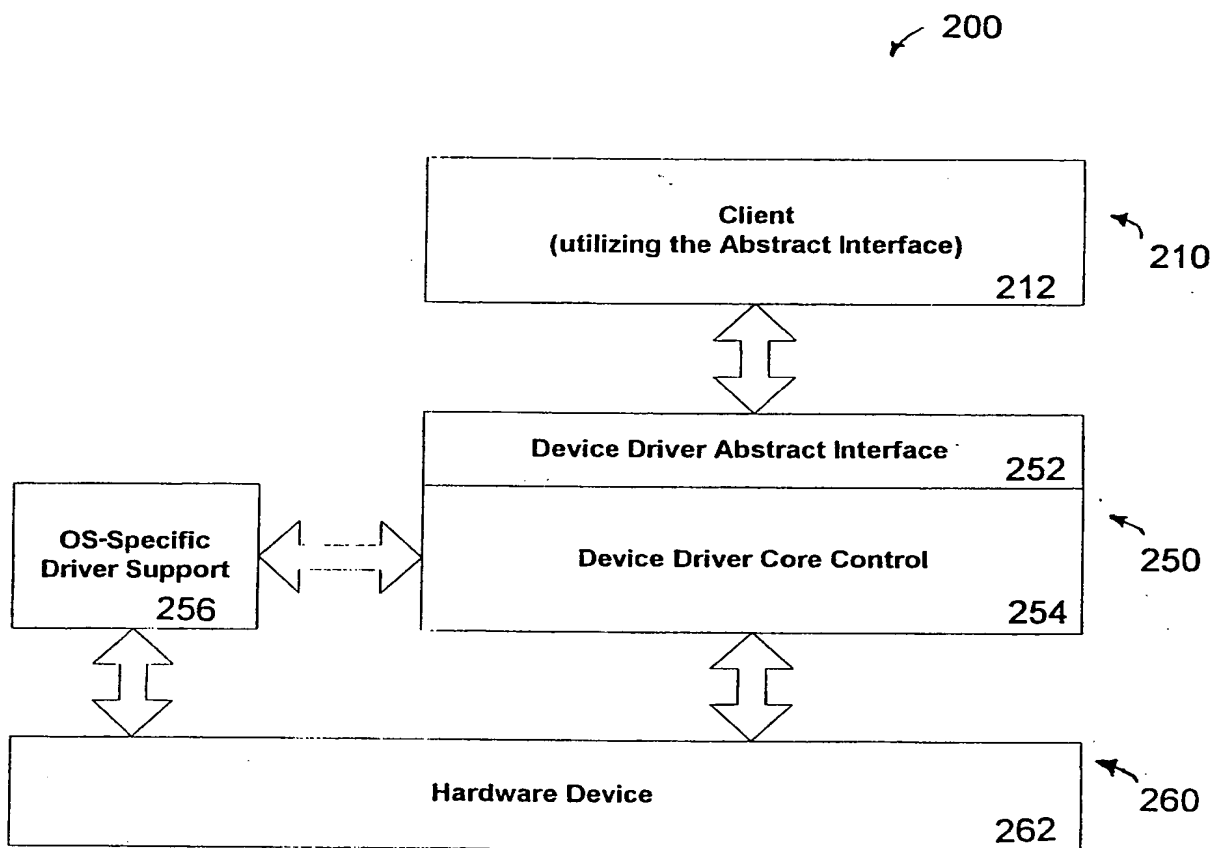 200
Client
(utilizing the Abstract Interface)
212
210
Device Driver Abstract Interface
252
OS-Specific
Driver Support
256
Device Driver Core Control
254
250
Hardware Device
262
260